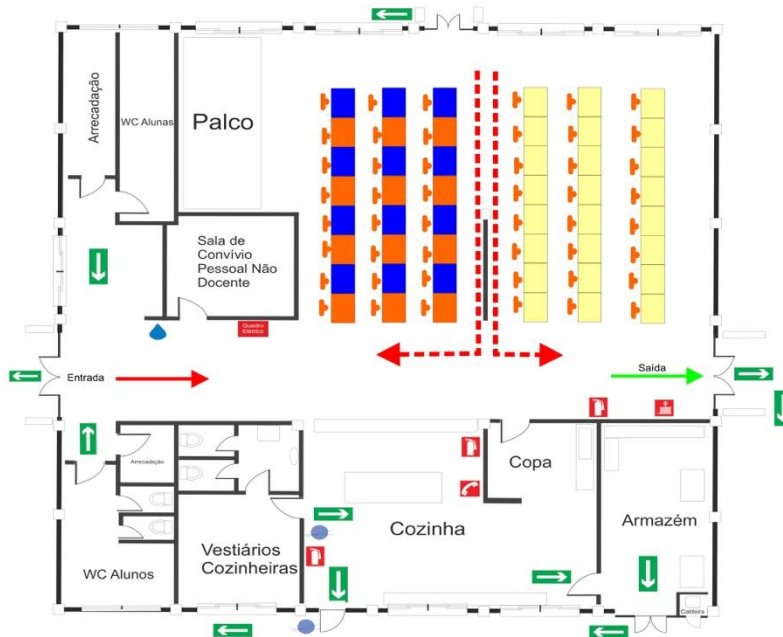 Arrecadação
WC Alunas
Palco
Sala de
Convívio
Pessoal Não
Docente
Quadro
Elétrico
Entrada
Saída
Arrecadação
Copa
Armazém
Cozinha
Vestiários
Cozinheiras
WC Alunos
Caldeira